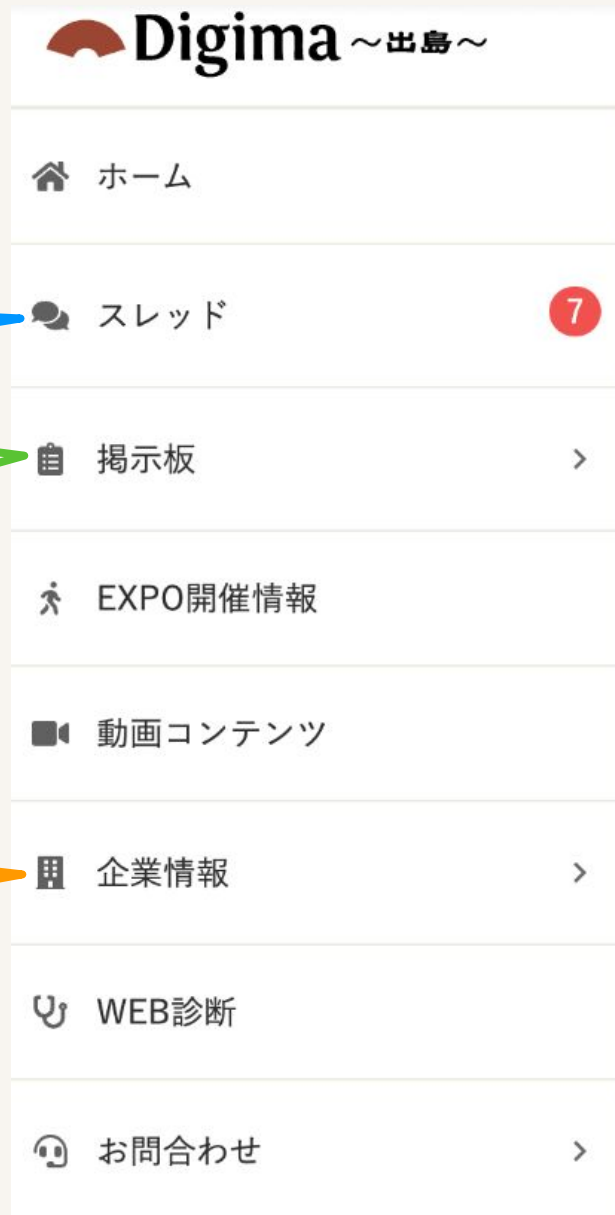 Digima ～出島～
ホーム
スレッド 7
掲示板
EXPO開催情報
動画コンテンツ
企業情報
WEB診断
お問合わせ